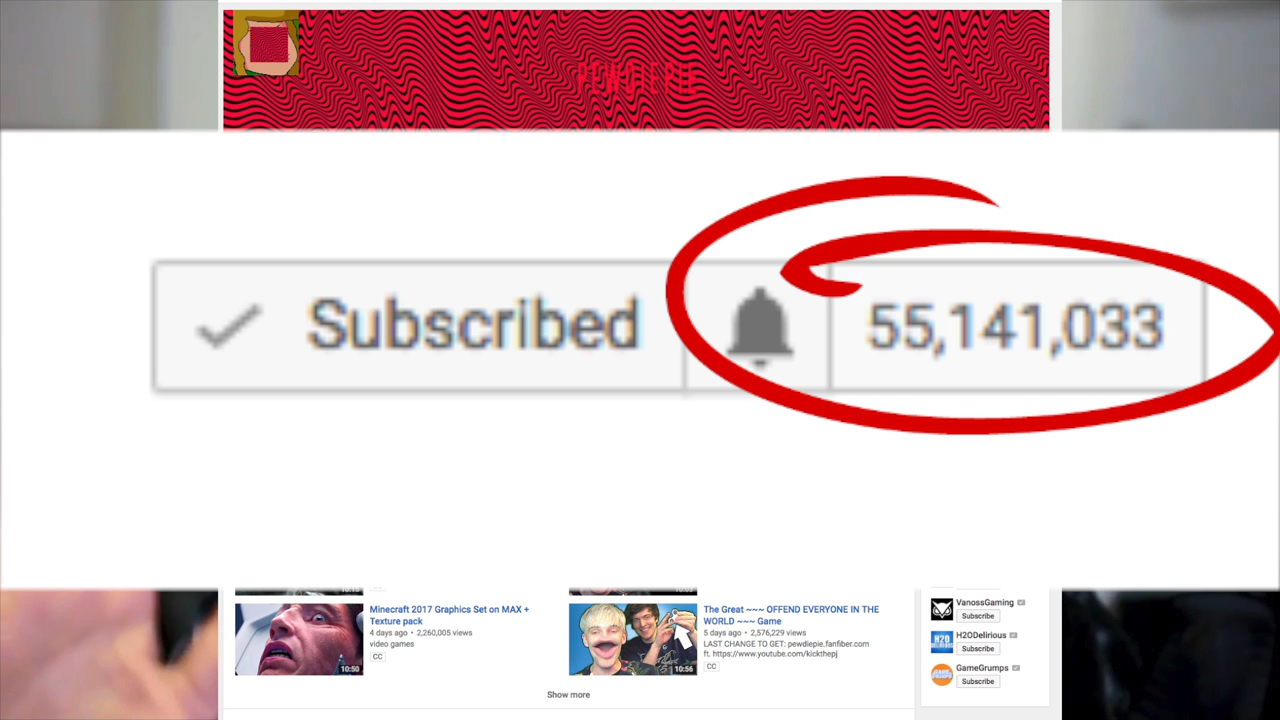 PEWDIEPIE
Subscribed
55,141,033
Minecraft 2017 Graphics Set on MAX +
Texture pack
4 days ago • 2,260,005 views
video games
CC
10:50
The Great ~~~ OFFEND EVERYONE IN THE
WORLD ~~~ Game
5 days ago • 2,576,229 views
LAST CHANCE TO GET: pewdiepie.fanfiber.com
ft. https://www.youtube.com/kickthepj
CC
10:56
Show more
VanossGaming
Subscribe
H2ODelirious
Subscribe
GameGrumps
Subscribe